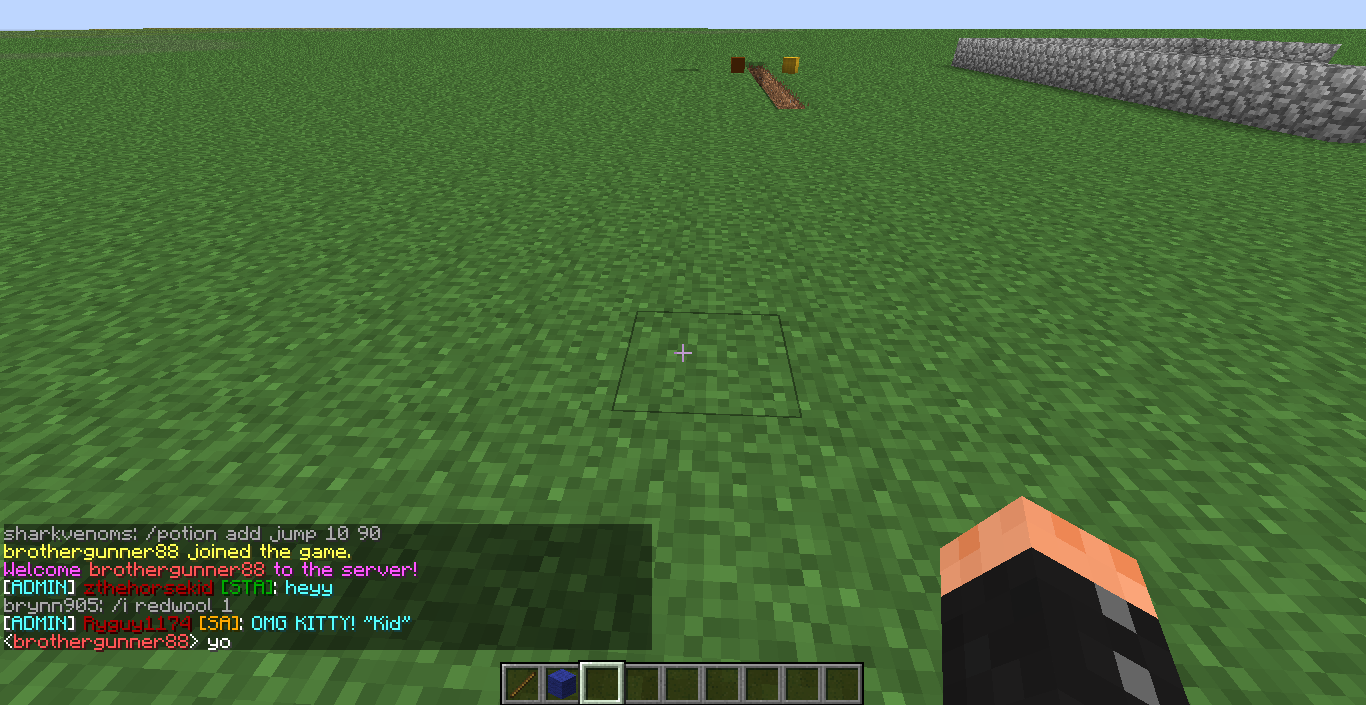 sharkvenoms: /potion add jump 10 90
brothergunner88 joined the game.
Welcome brothergunner88 to the server!
[ADMIN] zthehorsekid [STA]: heyy
brynn905: /i redwool 1
[ADMIN] Ryguy1174 [SA]: OMG KITTY! "Kid"
<brothergunner88> yo